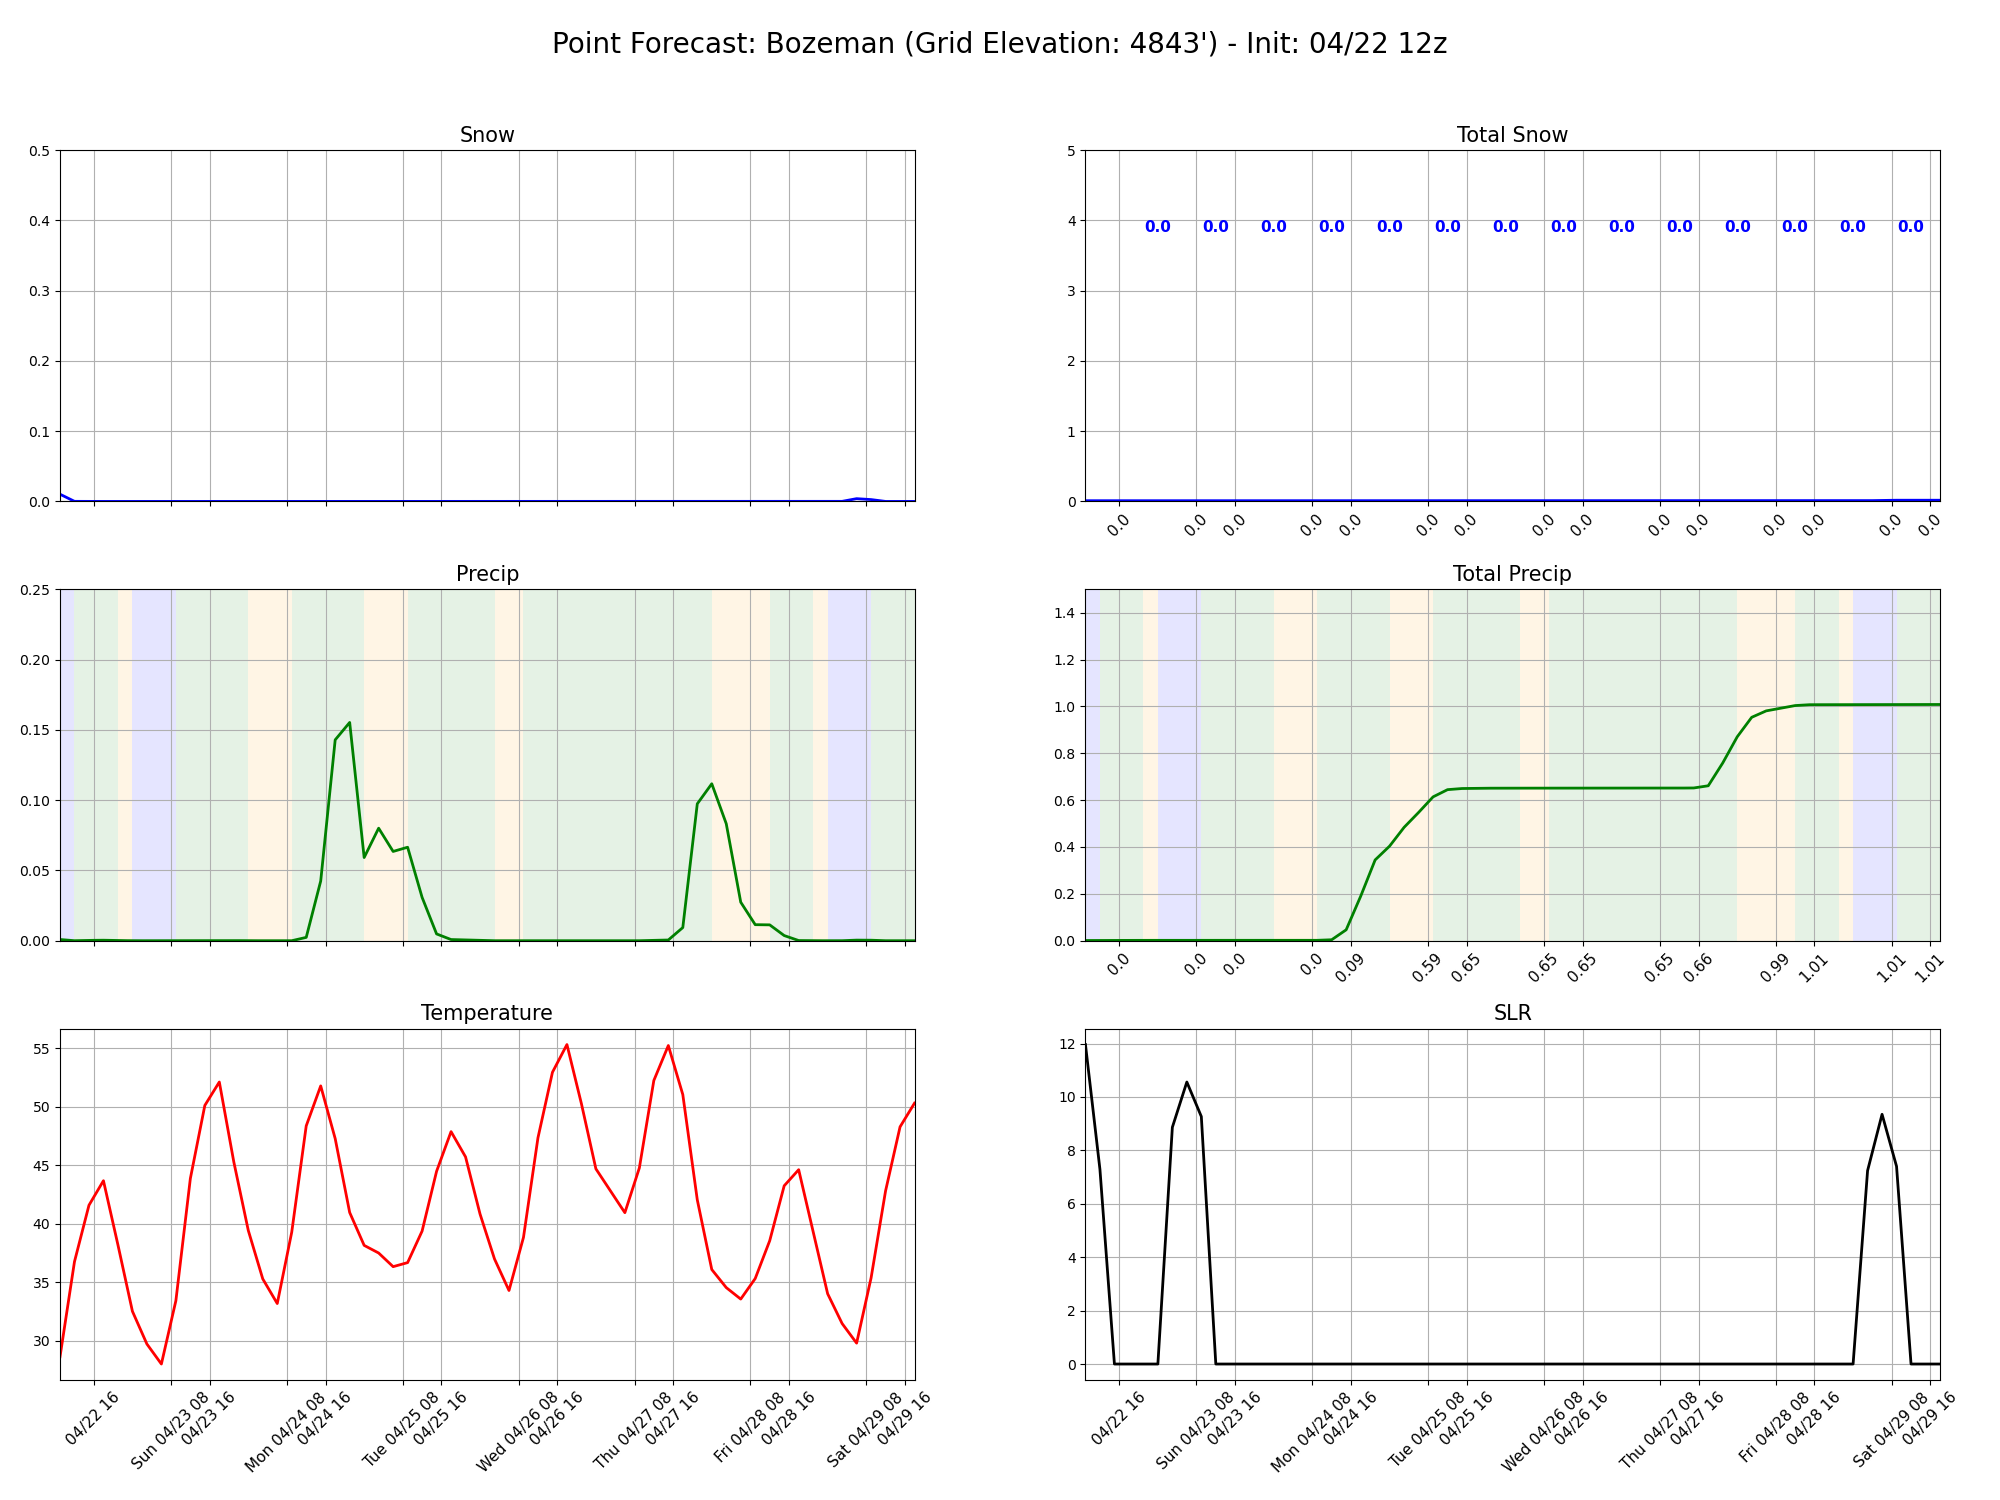 Point Forecast: Bozeman (Grid Elevation: 4843') - Init: 04/22 12z
Snow
0.5
0.4
0.3
0.2
0.1
0.0
Total Snow
5
4
3
2
1
0
0.0 0.0 0.0 0.0 0.0 0.0 0.0 0.0 0.0 0.0 0.0 0.0 0.0 0.0
0.0 0.0 0.0 0.0 0.0 0.0 0.0 0.0 0.0 0.0 0.0 0.0 0.0 0.0 0.0
Precip
0.25
0.20
0.15
0.10
0.05
0.00
Total Precip
1.4
1.2
1.0
0.8
0.6
0.4
0.2
0.0
0.0 0.0 0.0 0.0 0.09 0.59 0.65 0.65 0.65 0.65 0.66 0.99 1.01 1.01 1.01
Temperature
55
50
45
40
35
30
04/22 16
Sun 04/23 08
04/23 16
Mon 04/24 08
04/24 16
Tue 04/25 08
04/25 16
Wed 04/26 08
04/26 16
Thu 04/27 08
04/27 16
Fri 04/28 08
04/28 16
Sat 04/29 08
04/29 16
SLR
12
10
8
6
4
2
0
04/22 16
Sun 04/23 08
04/23 16
Mon 04/24 08
04/24 16
Tue 04/25 08
04/25 16
Wed 04/26 08
04/26 16
Thu 04/27 08
04/27 16
Fri 04/28 08
04/28 16
Sat 04/29 08
04/29 16